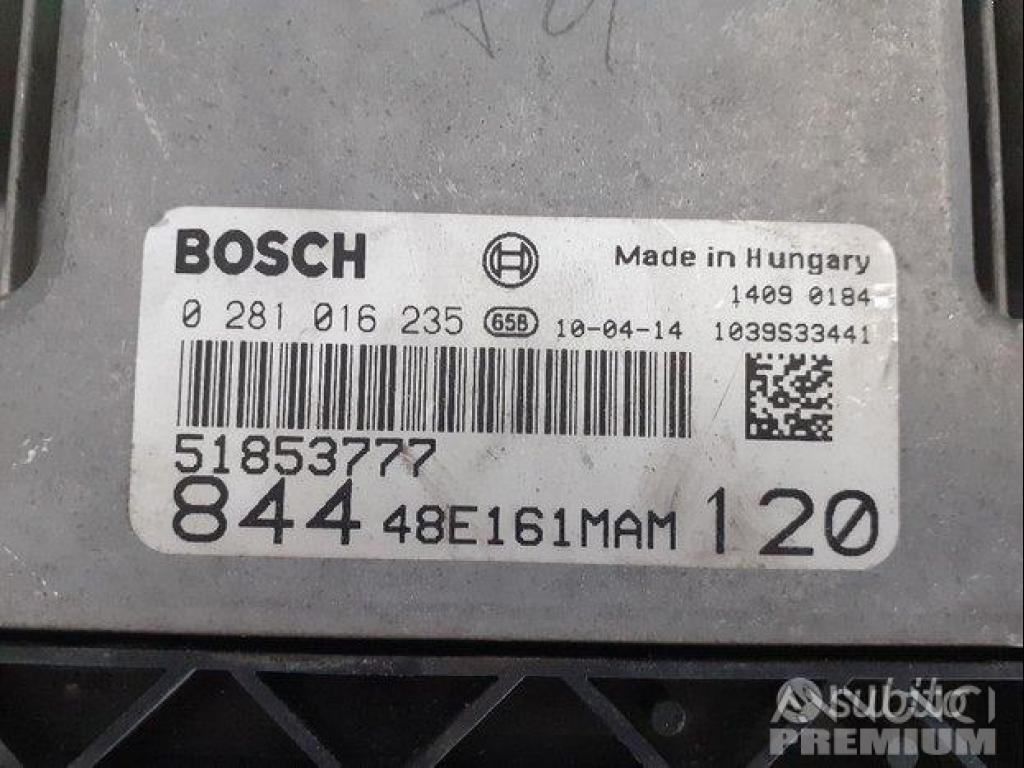 BOSCH Made in Hungary
1409 0184
0 281 016 235 65B 10-04-14 1039S33441
51853777
844 48E161MAM 120
subito
PREMIUM